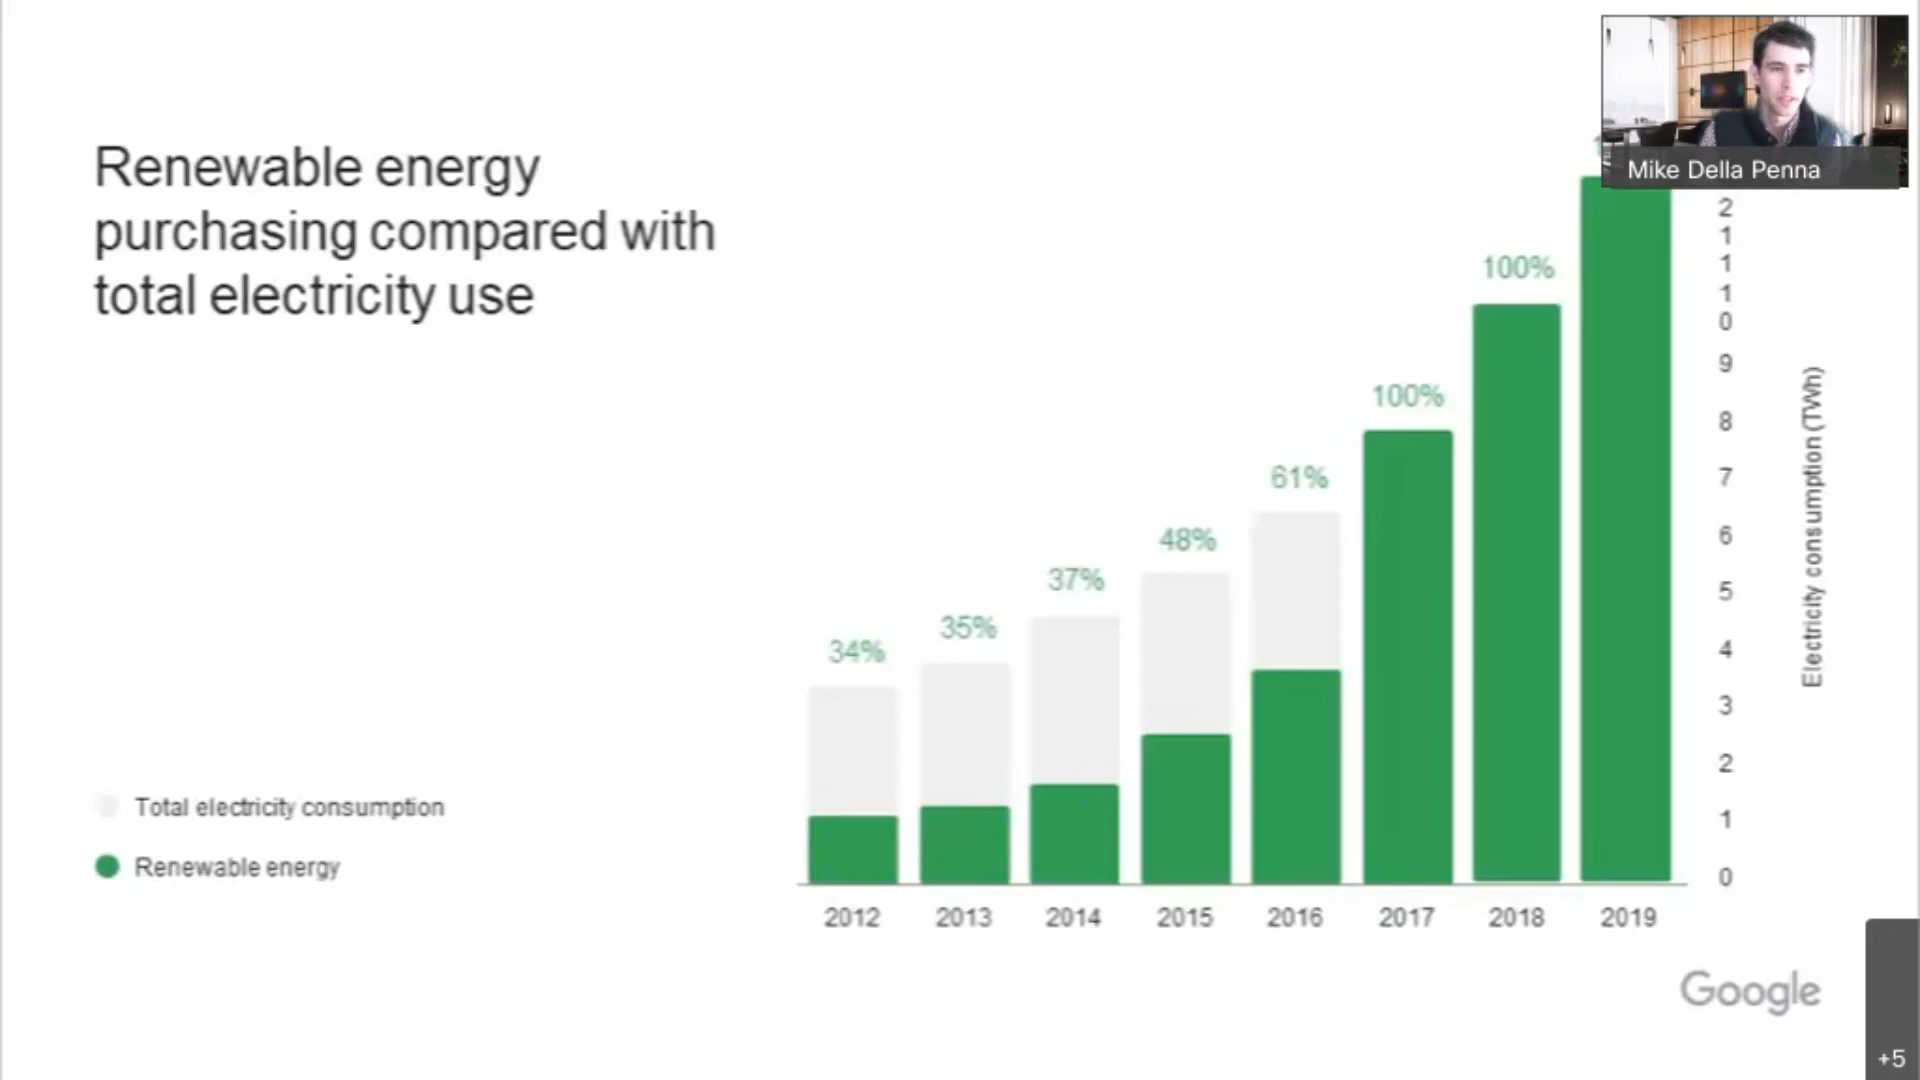 Mike Della Penna
Renewable energy
purchasing compared with
total electricity use
100%
100%
61%
48%
37%
35%
34%
2
1
1
1
0
9
8
7
6
5
4
3
2
1
0
Electricity consumption (TWh)
Total electricity consumption
Renewable energy
2012 2013 2014 2015 2016 2017 2018 2019
Google
+5